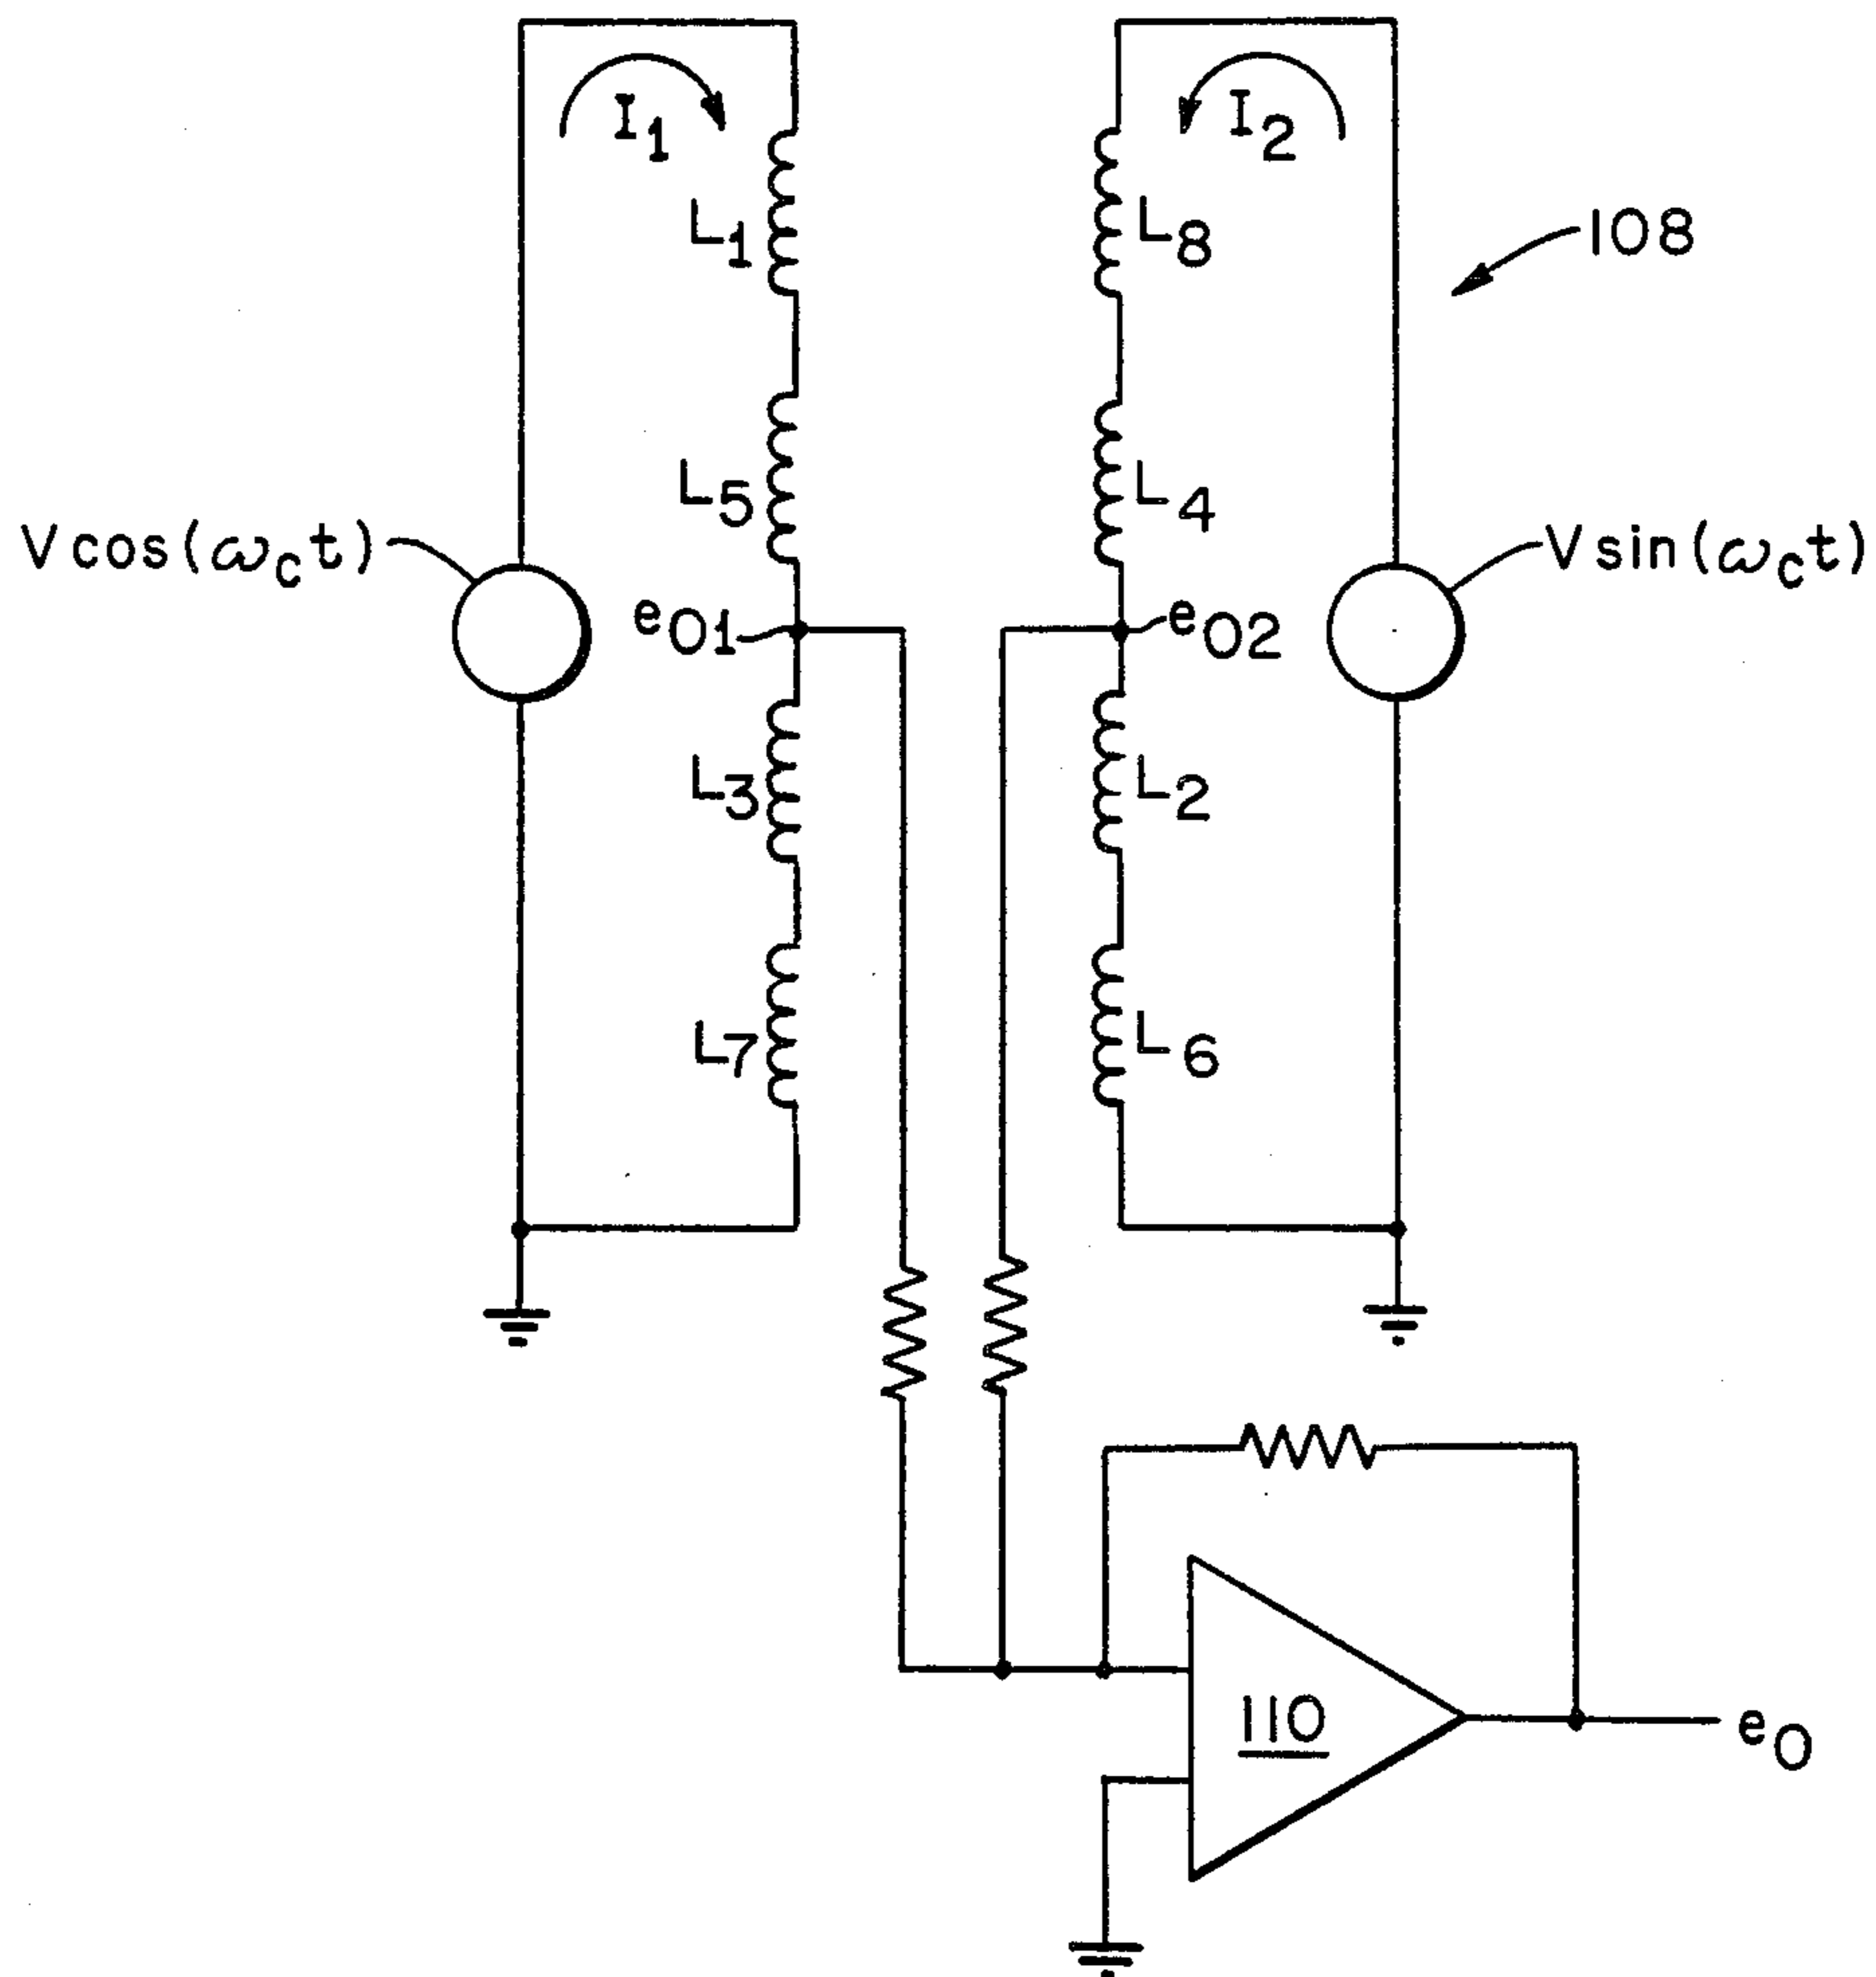 I1
I2
L1
L8
108
L5
L4
Vcos(ωct)
Vsin(ωct)
eO1
eO2
L3
L2
L7
L6
110
eO